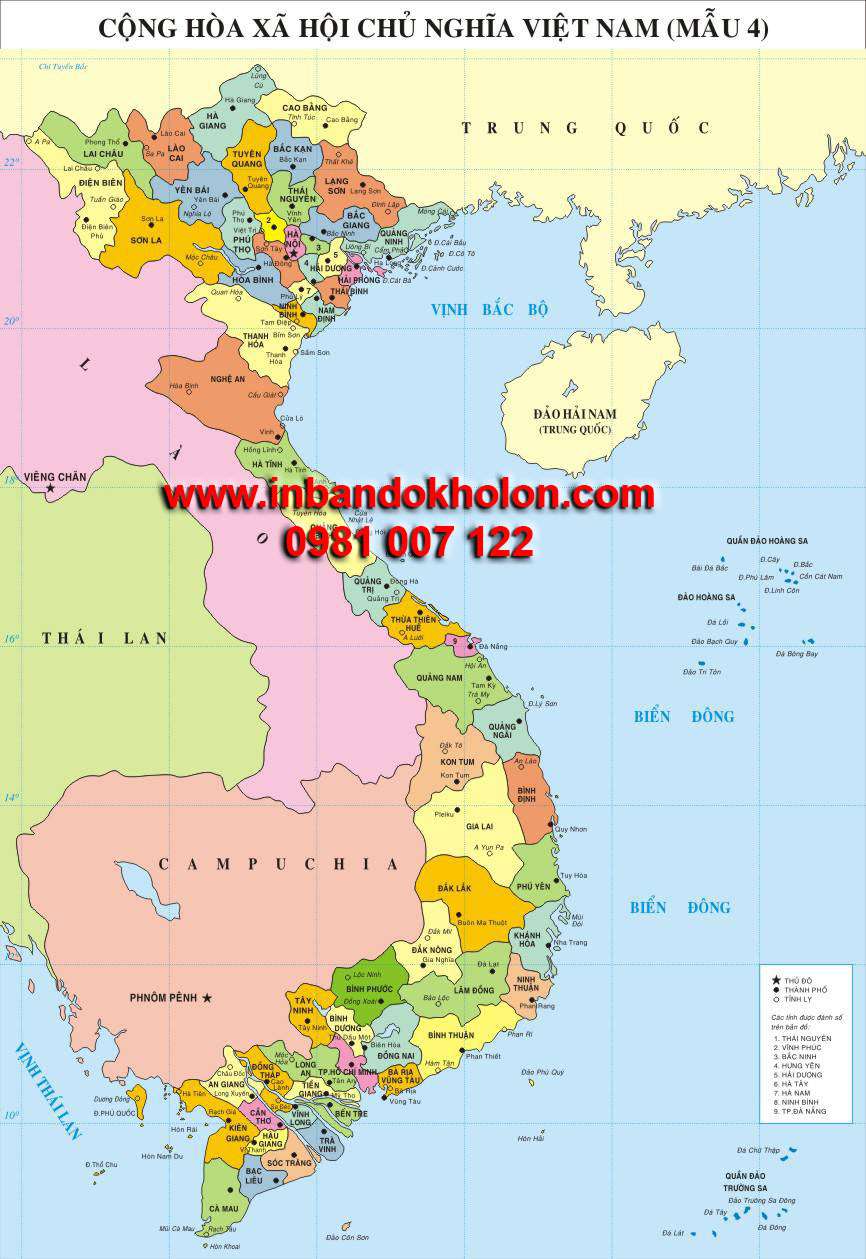 CỘNG HÒA XÃ HỘI CHỦ NGHĨA VIỆT NAM (MẪU 4)
Chí Tuyến Bắc
Lũng
Cú
Hà Giang
HÀ
GIANG
CAO BẰNG
Tĩnh Túc
Cao Bằng
TRUNG QUỐC
A Pa
Phong Thổ
LAI CHÂU
Lào Cai
Sa Pa
LÀO
CAI
TUYÊN
QUANG
BẮC KẠN
Bắc Kạn
Thất Khê
22°
Lai Châu
ĐIỆN BIÊN
Tuần Giáo
YÊN BÁI
Yên Bái
Nghĩa Lộ
Tuyên
Quang
THÁI
NGUYÊN
LẠNG
SƠN
Lạng Sơn
Đình Lập
Móng Cái
Điện Biên
Phủ
Sơn La
SƠN LA
Phú
Thọ
Việt Trì
PHÚ
THỌ
2
Vĩnh
Yên
HÀ
NỘI
BẮC
GIANG
Bắc Ninh
QUẢNG
NINH
Uông Bí
Cẩm Phả
Hạ Long
Đ.Cái Bầu
Đ.Cô Tô
Đ.Cảnh Cước
Đ.Cát Bà
Mộc Châu
Sơn Tây
Hà Đông
3
4
5
HẢI DƯƠNG
HẢI PHÒNG
HÒA BÌNH
Quan Hóa
Phủ Lý
7
THÁI BÌNH
NINH
BÌNH
NAM
ĐỊNH
Tam Điệp
Bỉm Sơn
THANH
HÓA
Thanh
Hóa
Sầm Sơn
VỊNH BẮC BỘ
20°
NGHỆ AN
Hòa Bình
Cầu Giát
Cửa Lò
Vinh
Hồng Lĩnh
HÀ TĨNH
Hà Tĩnh
ĐẢO HẢI NAM
(TRUNG QUỐC)
LÀO
VIÊNG CHĂN
18°
www.inbandokholon.com
Tuyên Hóa
Cửa
Nhật Lệ
0981 007 122
QUẢNG
TRỊ
Đông Hà
Quảng Trị
THỪA THIÊN
HUẾ
A Lưới
QUẦN ĐẢO HOÀNG SA
Đ.Cây
Đ.Bắc
Bãi Đá Bắc
Đ.Phú Lâm
Cồn Cát Nam
Đ.Linh Côn
ĐẢO HOÀNG SA
Đá Lồi
Đảo Bạch Quy
Đá Bông Bay
Đảo Tri Tôn
THÁI LAN
16°
9
Đà Nẵng
Hội An
QUẢNG NAM
Tam Kỳ
Trà My
Đ.Lý Sơn
QUẢNG
NGÃI
BIỂN ĐÔNG
Đắk Tô
KON TUM
Kon Tum
An Lão
BÌNH
ĐỊNH
14°
Pleiku
GIA LAI
A Yun Pa
Quy Nhơn
CAMPUCHIA
ĐẮK LẮK
PHÚ YÊN
Tuy Hòa
Buôn Ma Thuột
Mũi
Đôi
BIỂN ĐÔNG
Đắk Mil
ĐẮK NÔNG
Gia Nghĩa
KHÁNH
HÒA
Nha Trang
Đà Lạt
Lộc Ninh
BÌNH PHƯỚC
Đồng Xoài
Bảo Lộc
LÂM ĐỒNG
NINH
THUẬN
Phan Rang
PHNÔM PÊNH
TÂY
NINH
Tây Ninh
BÌNH
DƯƠNG
Thủ Dầu Một
Biên Hòa
ĐỒNG NAI
BÌNH THUẬN
Phan Rí
Phan Thiết
Hàm Tân
VỊNH THÁI LAN
Mộc
Hóa
LONG
AN
TP.HỒ CHÍ MINH
Tân An
BÀ RỊA
VŨNG TÀU
Bà Rịa
Vũng Tàu
Châu Đốc
AN GIANG
Long Xuyên
ĐỒNG
THÁP
Cao
Lãnh
TIỀN
GIANG
Mỹ Tho
Đảo Phú Quý
Dương Đông
Đ.PHÚ QUỐC
Hà Tiên
Sa Đéc
Rạch Giá
CẦN
THƠ
VĨNH
LONG
BẾN TRE
10°
Hòn Rái
KIÊN
GIANG
HẬU
GIANG
Vị Thanh
TRÀ
VINH
Hòn Hải
Hòn Nam Du
SÓC TRĂNG
Đ.Thổ Chu
BẠC
LIÊU
CÀ MAU
Mũi Cà Mau
Rạch Tàu
Hòn Khoai
Đảo Côn Sơn
Đá Chữ Thập
QUẦN ĐẢO
TRƯỜNG SA
Đảo Trường Sa Đông
Đá Tây
Đá Đông
Đá Lát
THỦ ĐÔ
THÀNH PHỐ
TỈNH LỴ
Các tỉnh được đánh số
trên bản đồ:
1. THÁI NGUYÊN
2. VĨNH PHÚC
3. BẮC NINH
4. HƯNG YÊN
5. HẢI DƯƠNG
6. HÀ TÂY
7. HÀ NAM
8. NINH BÌNH
9. TP.ĐÀ NẴNG